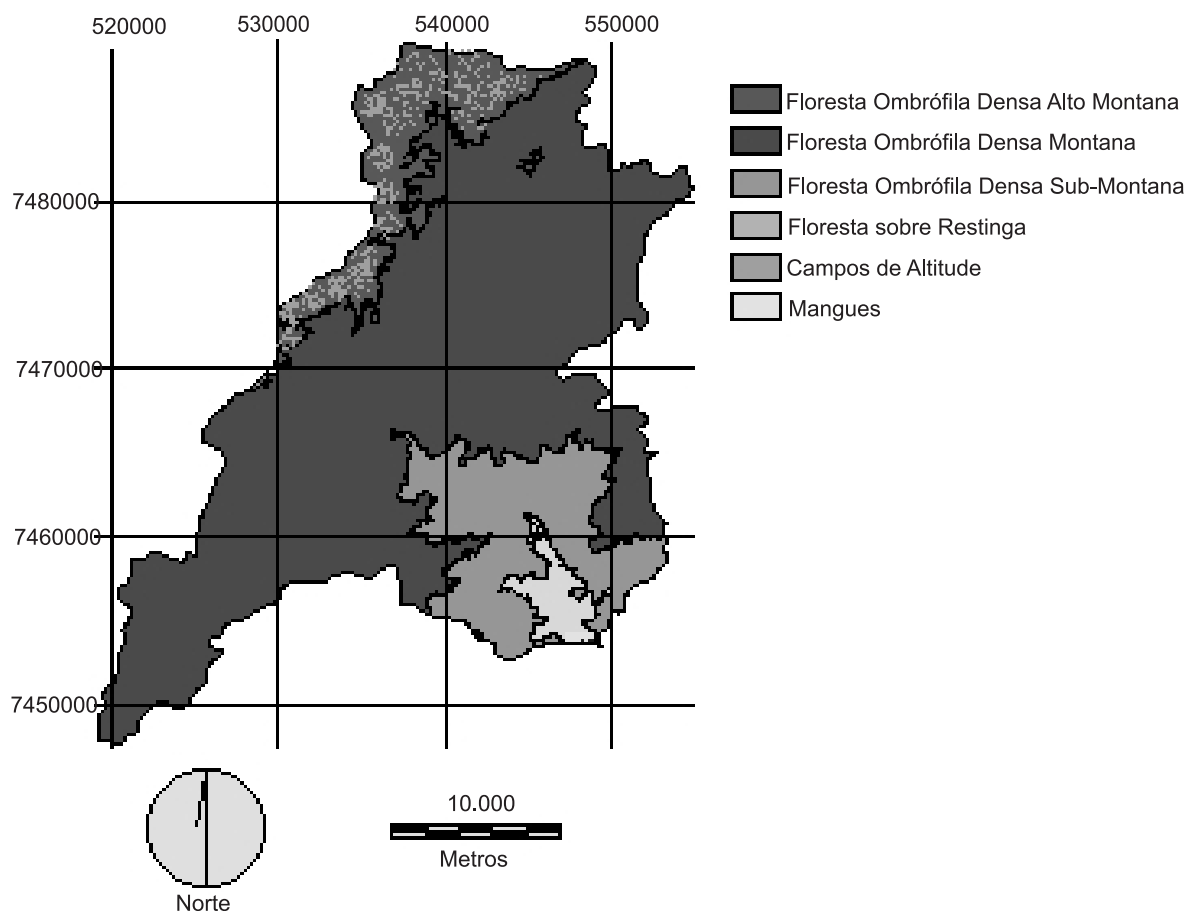 520000 530000 540000 550000
Floresta Ombrófila Densa Alto Montana
Floresta Ombrófila Densa Montana
Floresta Ombrófila Densa Sub-Montana
Floresta sobre Restinga
Campos de Altitude
Mangues
7480000
7470000
7460000
7450000
10.000
Metros
Norte